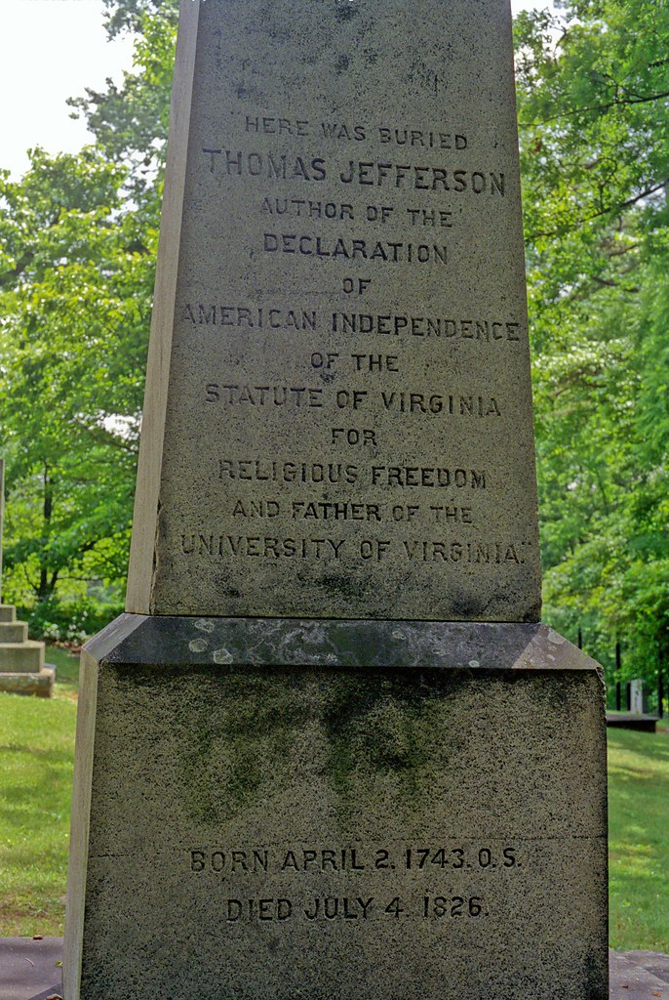 HERE WAS BURIED
THOMAS JEFFERSON
AUTHOR OF THE
DECLARATION
OF
AMERICAN INDEPENDENCE
OF THE
STATUTE OF VIRGINIA
FOR
RELIGIOUS FREEDOM
AND FATHER OF THE
UNIVERSITY OF VIRGINIA."
BORN APRIL 2. 1743. O. S.
DIED JULY 4. 1826.